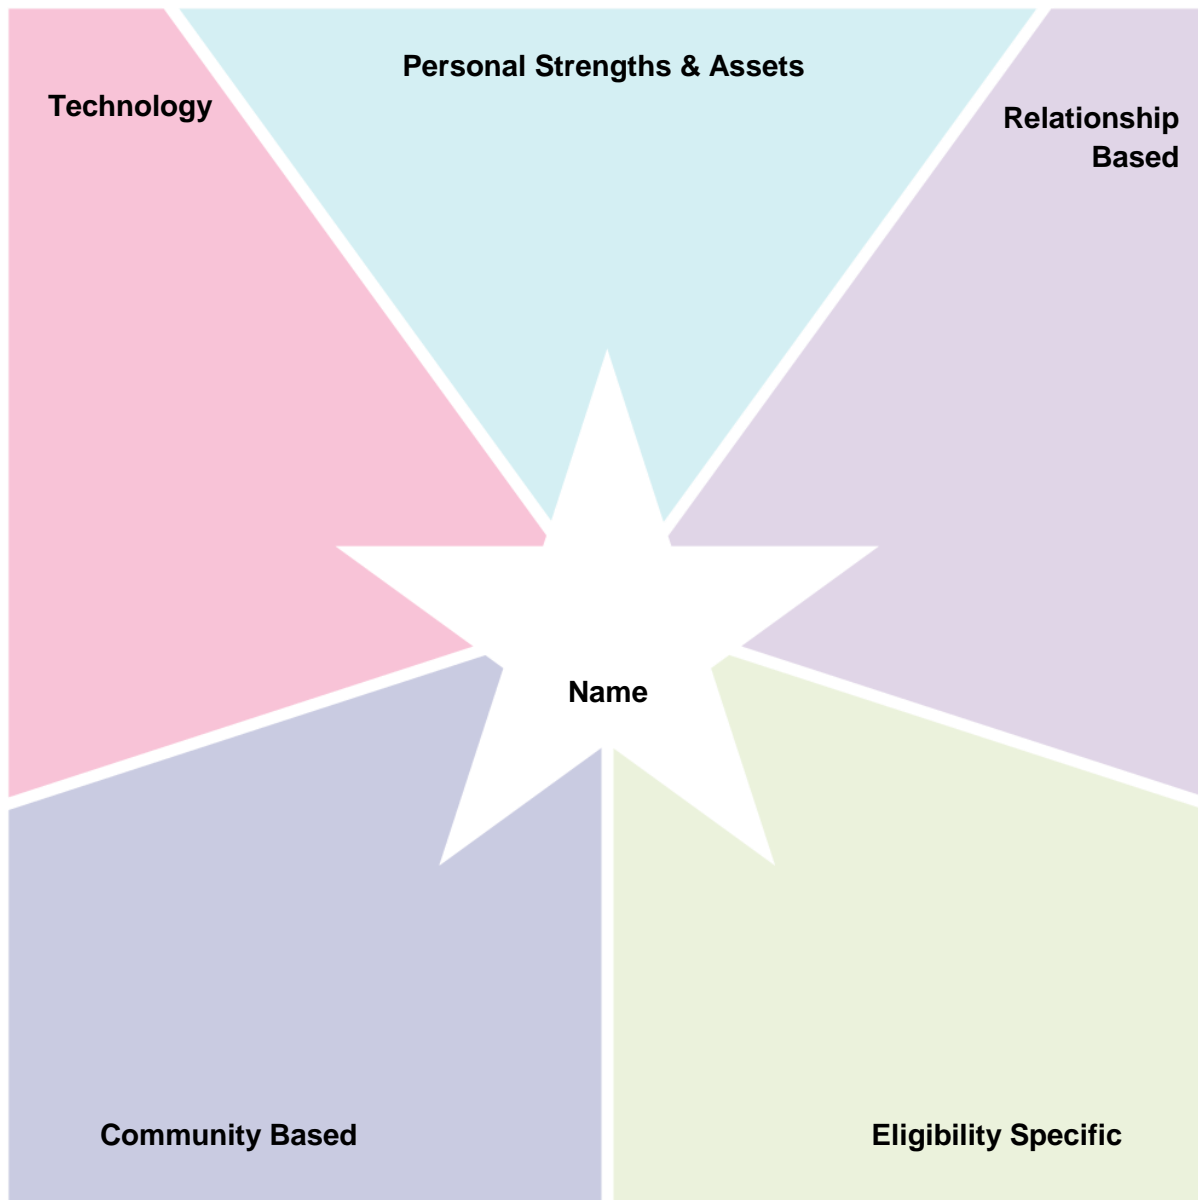 Personal Strengths & Assets
Technology
Relationship
Based
Name
Community Based
Eligibility Specific